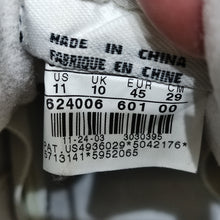 MADE IN CHINA
FABRIQUE EN CHINE
US UK EUR CM
11 10 45 29
624006 601 00
11-24-03 3030395
PAT. US4936029*5042176*
5713141*5952065